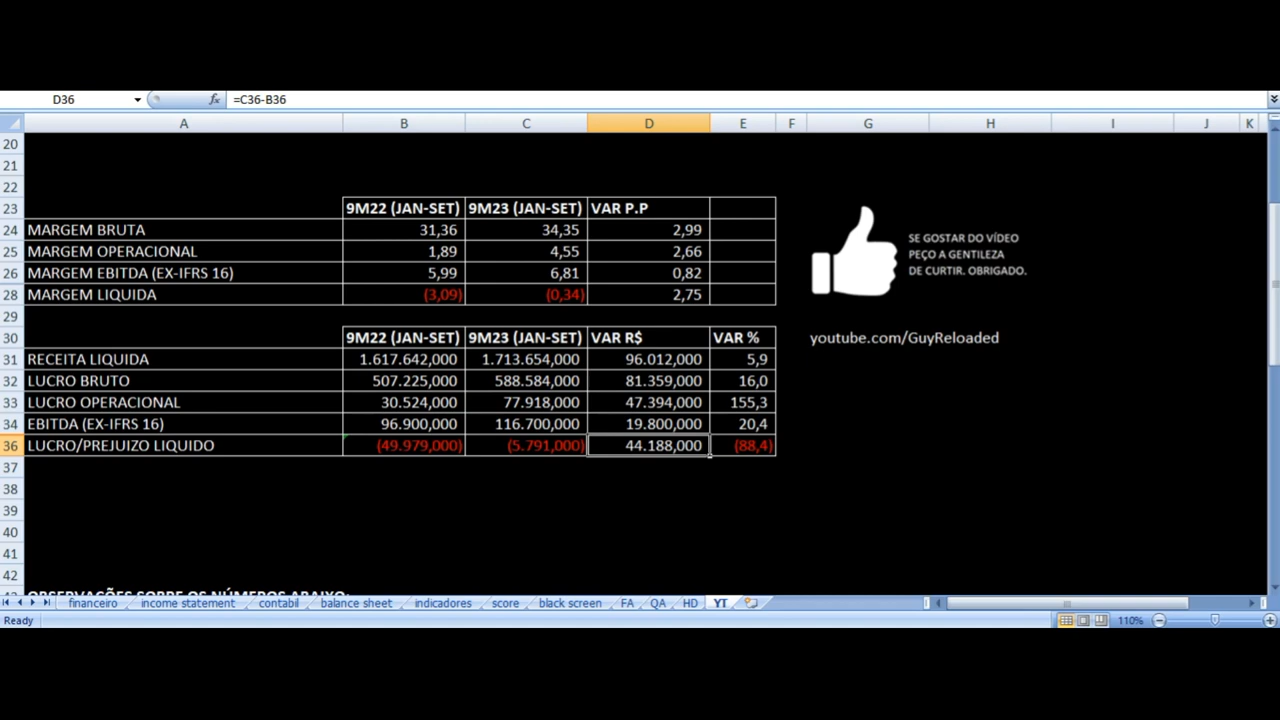 D36 fx =C36-B36
A B C D E F G H I J K
20
21
22
23 9M22 (JAN-SET) 9M23 (JAN-SET) VAR P.P
24 MARGEM BRUTA 31,36 34,35 2,99
25 MARGEM OPERACIONAL 1,89 4,55 2,66
26 MARGEM EBITDA (EX-IFRS 16) 5,99 6,81 0,82
28 MARGEM LIQUIDA (3,09) (0,34) 2,75
SE GOSTAR DO VÍDEO
PEÇO A GENTILEZA
DE CURTIR. OBRIGADO.
29
30 9M22 (JAN-SET) 9M23 (JAN-SET) VAR R$ VAR % youtube.com/GuyReloaded
31 RECEITA LIQUIDA 1.617.642,000 1.713.654,000 96.012,000 5,9
32 LUCRO BRUTO 507.225,000 588.584,000 81.359,000 16,0
33 LUCRO OPERACIONAL 30.524,000 77.918,000 47.394,000 155,3
34 EBITDA (EX-IFRS 16) 96.900,000 116.700,000 19.800,000 20,4
36 LUCRO/PREJUIZO LIQUIDO (49.979,000) (5.791,000) 44.188,000 (88,4)
37
38
39
40
41
42
OBSERVAÇÕES SOBRE OS NÚMEROS ABAIXO:
financeiro income statement contabil balance sheet indicadores score black screen FA QA HD YT
Ready 110%